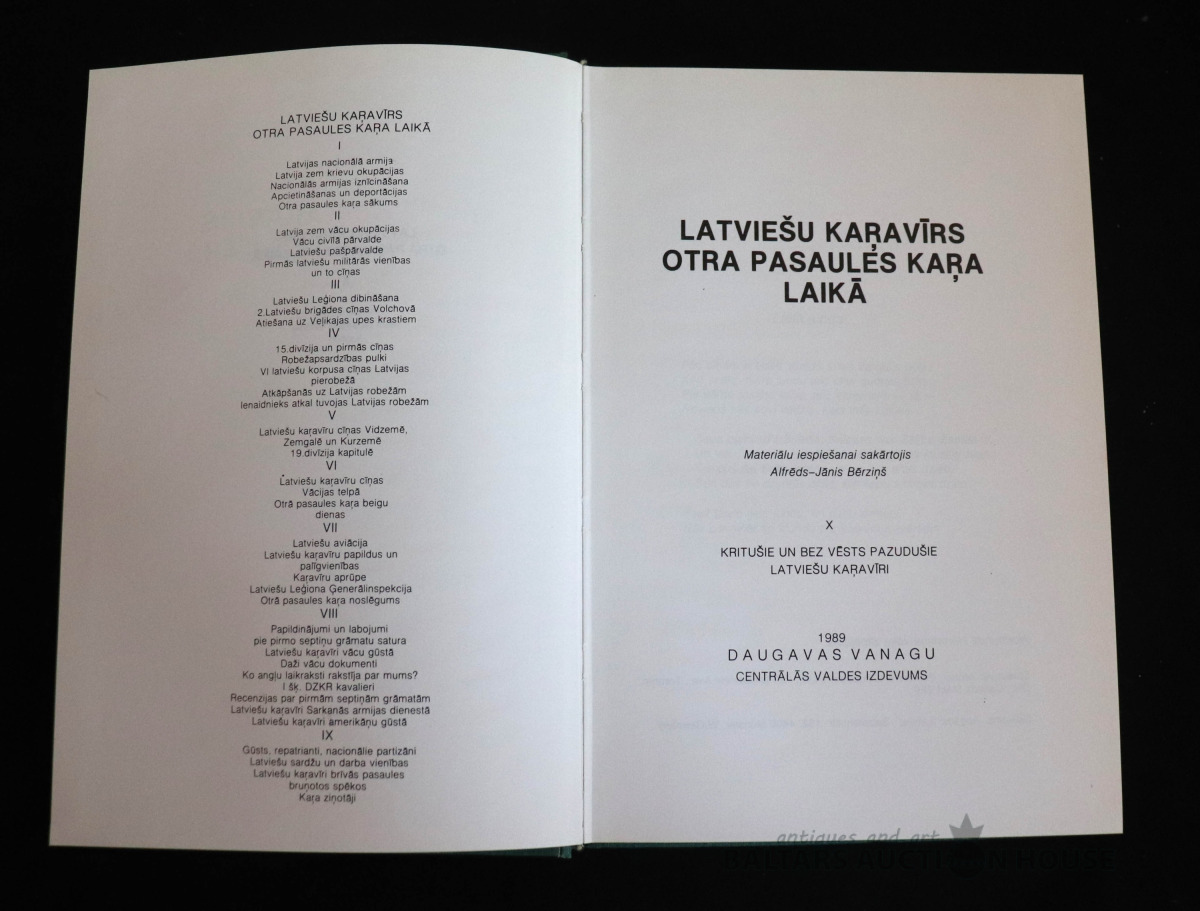 LATVIEŠU KAŖAVĪRS
OTRA PASAULES KAŖA LAIKĀ
I
Latvijas nacionālā armija
Latvija zem krievu okupācijas
Nacionālās armijas iznīcināšana
Apcietināšanas un deportācijas
Otra pasaules kaŗa sākums
II
Latvija zem vācu okupācijas
Vācu civīlā pārvalde
Latviešu pašpārvalde
Pirmās latviešu militārās vienības
un to cīņas
III
Latviešu Leģiona dibināšana
2.Latviešu brigādes cīņas Volchovā
Atiešana uz Veļikajas upes krastiem
IV
15.divīzija un pirmās cīņas
Robežapsardzības pulki
VI latviešu korpusa cīņas Latvijas
pierobežā
Atkāpšanās uz Latvijas robežām
Ienaidnieks atkal tuvojas Latvijas robežām
V
Latviešu kaŗavīru cīņas Vidzemē,
Zemgalē un Kurzemē
19.divīzija kapitulē
VI
Latviešu kaŗavīru cīņas
Vācijas telpā
Otrā pasaules kaŗa beigu
dienas
VII
Latviešu aviācija
Latviešu kaŗavīru papildus un
palīgvienības
Kaŗavīru aprūpe
Latviešu Leģiona Ģenerālinspekcija
Otrā pasaules kaŗa noslēgums
VIII
Papildinājumi un labojumi
pie pirmo septiņu grāmatu satura
Latviešu kaŗavīri vācu gūstā
Daži vācu dokumenti
Ko angļu laikraksti rakstīja par mums?
I šķ. DZKR kavalieri
Recenzijas par pirmām septiņām grāmatām
Latviešu kaŗavīri Sarkanās armijas dienestā
Latviešu kaŗavīri amerikāņu gūstā
IX
Gūsts, repatrianti, nacionālie partizāni
Latviešu sardžu un darba vienības
Latviešu kaŗavīri brīvās pasaules
bruņotos spēkos
Kaŗa ziņotāji
LATVIEŠU KAŖAVĪRS
OTRA PASAULES KAŖA
LAIKĀ
Materiālu iespiešanai sakārtojis
Alfrēds-Jānis Bērziņš
X
KRITUŠIE UN BEZ VĒSTS PAZUDUŠIE
LATVIEŠU KAŖAVĪRI
1989
DAUGAVAS VANAGU
CENTRĀLĀS VALDES IZDEVUMS
antiques and art
BALTARS AUCTION HOUSE